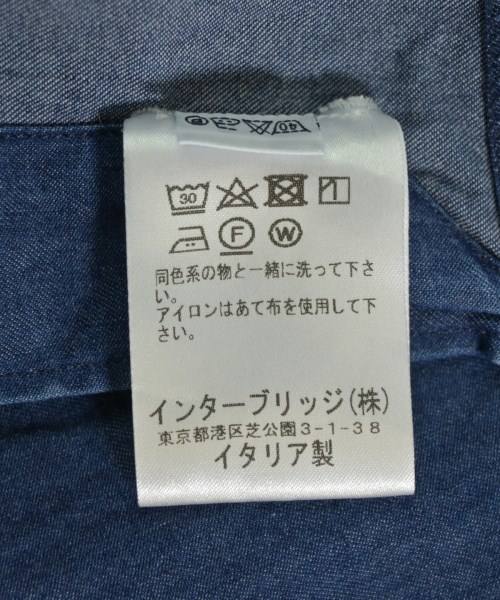 30
F W
同色系の物と一緒に洗って下さ
い。
アイロンはあて布を使用して下
さい。
インターブリッジ(株)
東京都港区芝公園3-1-38
イタリア製